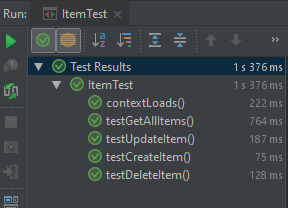 Run: ItemTest
Test Results 1 s 376 ms
ItemTest 1 s 376 ms
contextLoads() 222 ms
testGetAllItems() 764 ms
testUpdateItem() 187 ms
testCreateItem() 75 ms
testDeleteItem() 128 ms